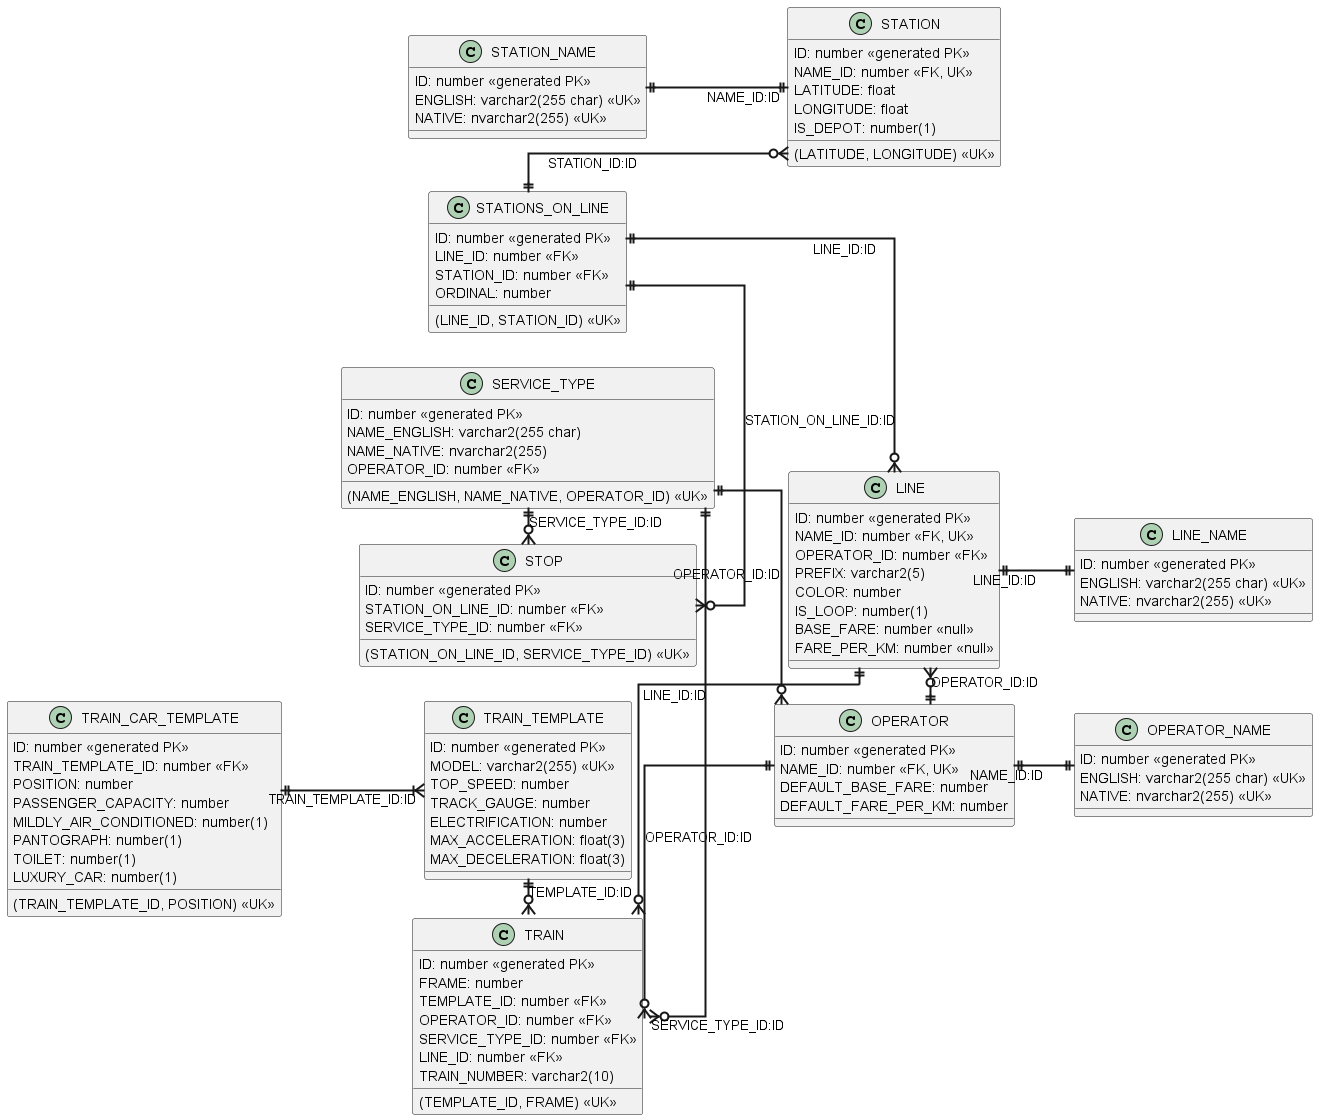 C STATION
ID: number «generated PK»
NAME_ID: number «FK, UK»
LATITUDE: float
LONGITUDE: float
IS_DEPOT: number(1)
(LATITUDE, LONGITUDE) «UK»
C STATION_NAME
ID: number «generated PK»
ENGLISH: varchar2(255 char) «UK»
NATIVE: nvarchar2(255) «UK»
NAME_ID:ID
STATION_ID:ID
C STATIONS_ON_LINE
ID: number «generated PK»
LINE_ID: number «FK»
STATION_ID: number «FK»
ORDINAL: number
(LINE_ID, STATION_ID) «UK»
LINE_ID:ID
STATION_ON_LINE_ID:ID
C SERVICE_TYPE
ID: number «generated PK»
NAME_ENGLISH: varchar2(255 char)
NAME_NATIVE: nvarchar2(255)
OPERATOR_ID: number «FK»
(NAME_ENGLISH, NAME_NATIVE, OPERATOR_ID) «UK»
SERVICE_TYPE_ID:ID
OPERATOR_ID:ID
C STOP
ID: number «generated PK»
STATION_ON_LINE_ID: number «FK»
SERVICE_TYPE_ID: number «FK»
(STATION_ON_LINE_ID, SERVICE_TYPE_ID) «UK»
C LINE
ID: number «generated PK»
NAME_ID: number «FK, UK»
OPERATOR_ID: number «FK»
PREFIX: varchar2(5)
COLOR: number
IS_LOOP: number(1)
BASE_FARE: number «null»
FARE_PER_KM: number «null»
LINE_ID:ID
C LINE_NAME
ID: number «generated PK»
ENGLISH: varchar2(255 char) «UK»
NATIVE: nvarchar2(255) «UK»
LINE_ID:ID
OPERATOR_ID:ID
C TRAIN_CAR_TEMPLATE
ID: number «generated PK»
TRAIN_TEMPLATE_ID: number «FK»
POSITION: number
PASSENGER_CAPACITY: number
MILDLY_AIR_CONDITIONED: number(1)
PANTOGRAPH: number(1)
TOILET: number(1)
LUXURY_CAR: number(1)
(TRAIN_TEMPLATE_ID, POSITION) «UK»
TRAIN_TEMPLATE_ID:ID
C TRAIN_TEMPLATE
ID: number «generated PK»
MODEL: varchar2(255) «UK»
TOP_SPEED: number
TRACK_GAUGE: number
ELECTRIFICATION: number
MAX_ACCELERATION: float(3)
MAX_DECELERATION: float(3)
TEMPLATE_ID:ID
C OPERATOR
ID: number «generated PK»
NAME_ID: number «FK, UK»
DEFAULT_BASE_FARE: number
DEFAULT_FARE_PER_KM: number
NAME_ID:ID
C OPERATOR_NAME
ID: number «generated PK»
ENGLISH: varchar2(255 char) «UK»
NATIVE: nvarchar2(255) «UK»
OPERATOR_ID:ID
C TRAIN
ID: number «generated PK»
FRAME: number
TEMPLATE_ID: number «FK»
OPERATOR_ID: number «FK»
SERVICE_TYPE_ID: number «FK»
LINE_ID: number «FK»
TRAIN_NUMBER: varchar2(10)
(TEMPLATE_ID, FRAME) «UK»
SERVICE_TYPE_ID:ID